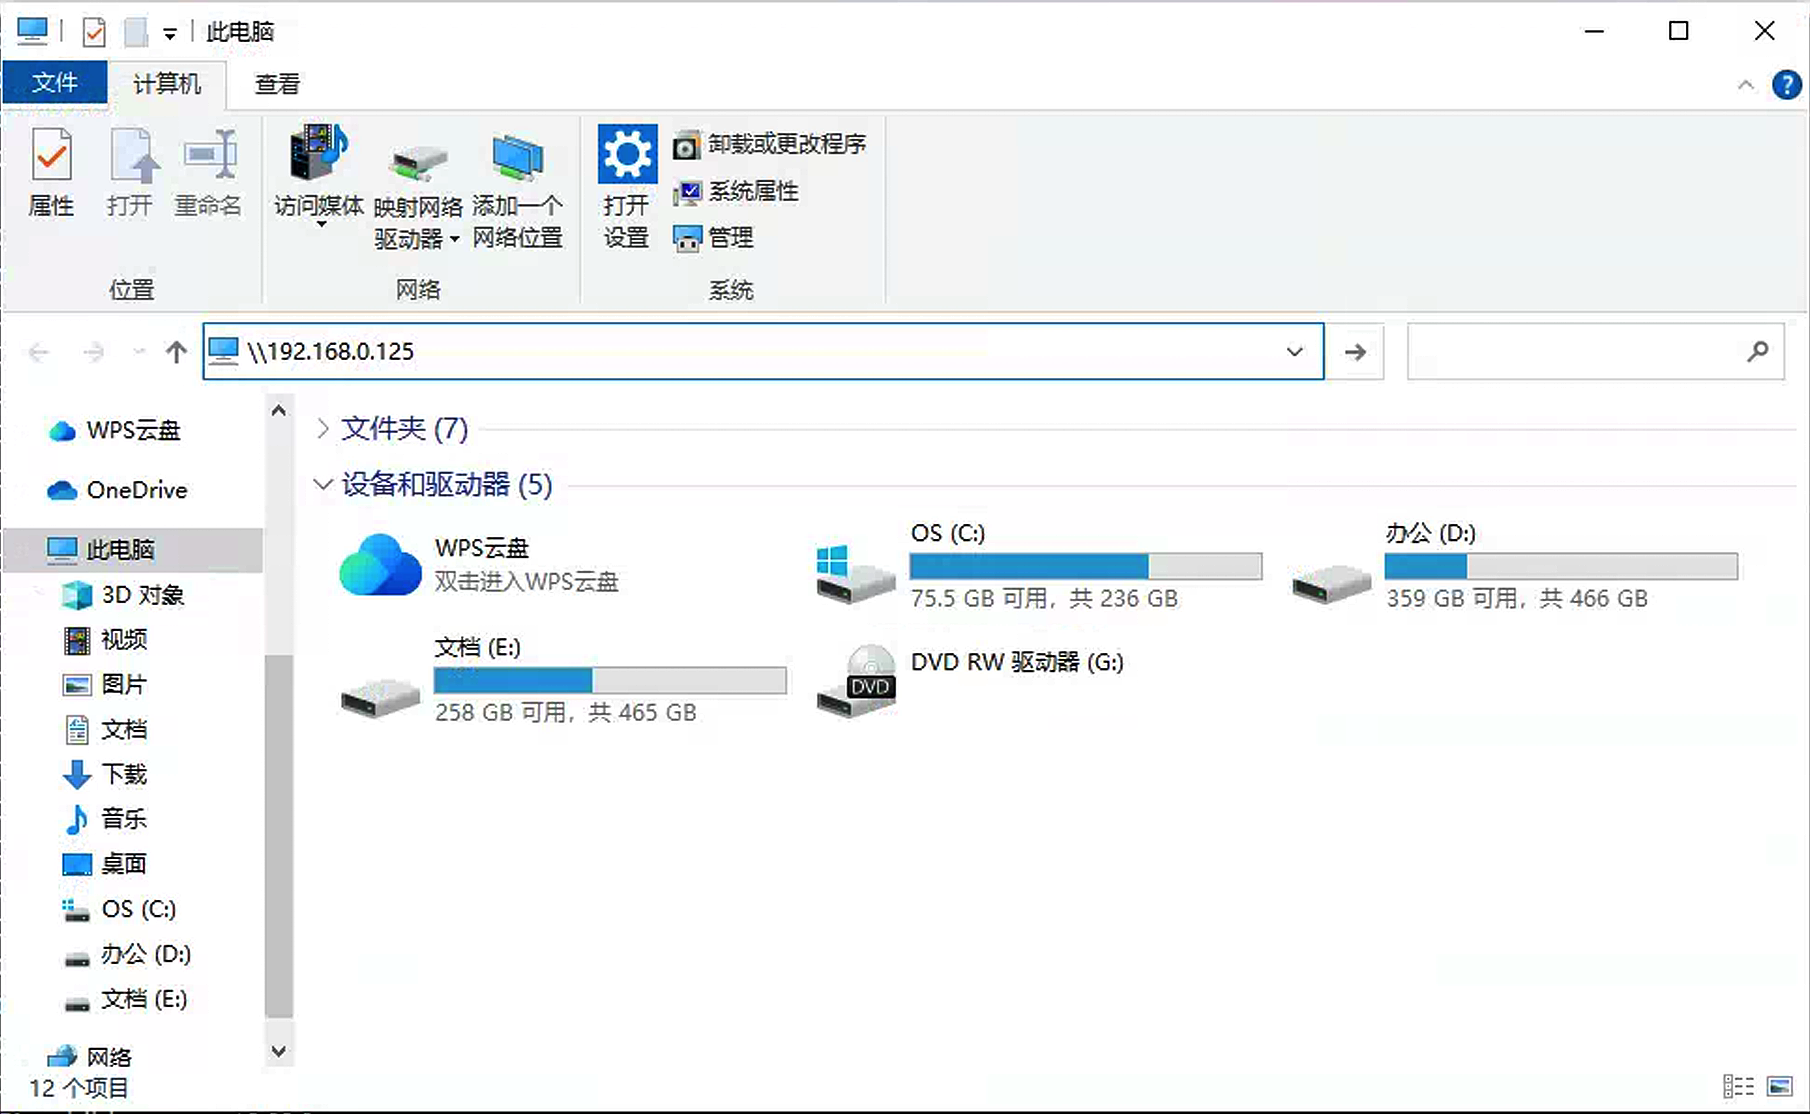 此电脑
文件
计算机
查看
属性
打开
重命名
访问媒体
映射网络
驱动器
添加一个
网络位置
打开
设置
卸载或更改程序
系统属性
管理
位置
网络
系统
\\192.168.0.125
WPS云盘
OneDrive
此电脑
3D 对象
视频
图片
文档
下载
音乐
桌面
OS (C:)
办公 (D:)
文档 (E:)
网络
文件夹 (7)
设备和驱动器 (5)
WPS云盘
双击进入WPS云盘
OS (C:)
75.5 GB 可用，共 236 GB
办公 (D:)
359 GB 可用，共 466 GB
文档 (E:)
258 GB 可用，共 465 GB
DVD
DVD RW 驱动器 (G:)
12 个项目